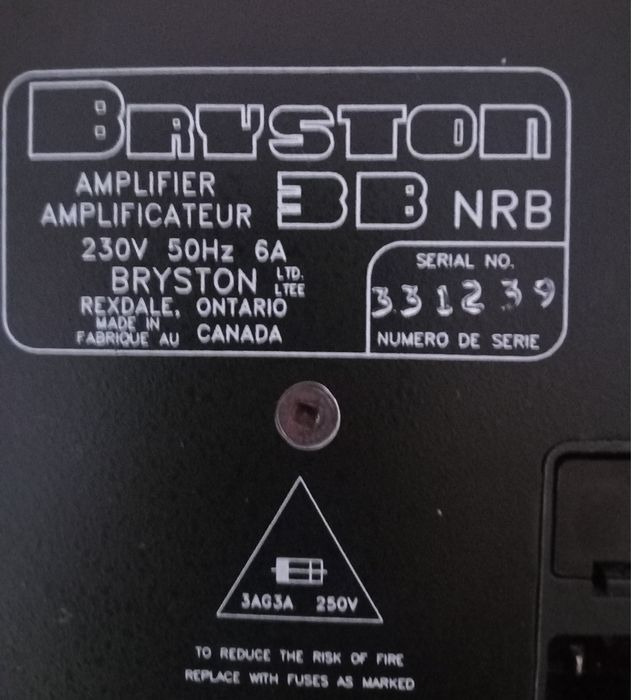 BRYSTON
AMPLIFIER
AMPLIFICATEUR
3B NRB
230V 50Hz 6A
BRYSTON LTD.
LTEE
REXDALE, ONTARIO
MADE IN
FABRIQUE AU CANADA
SERIAL NO.
331239
NUMERO DE SERIE
3AG3A 250V
TO REDUCE THE RISK OF FIRE
REPLACE WITH FUSES AS MARKED